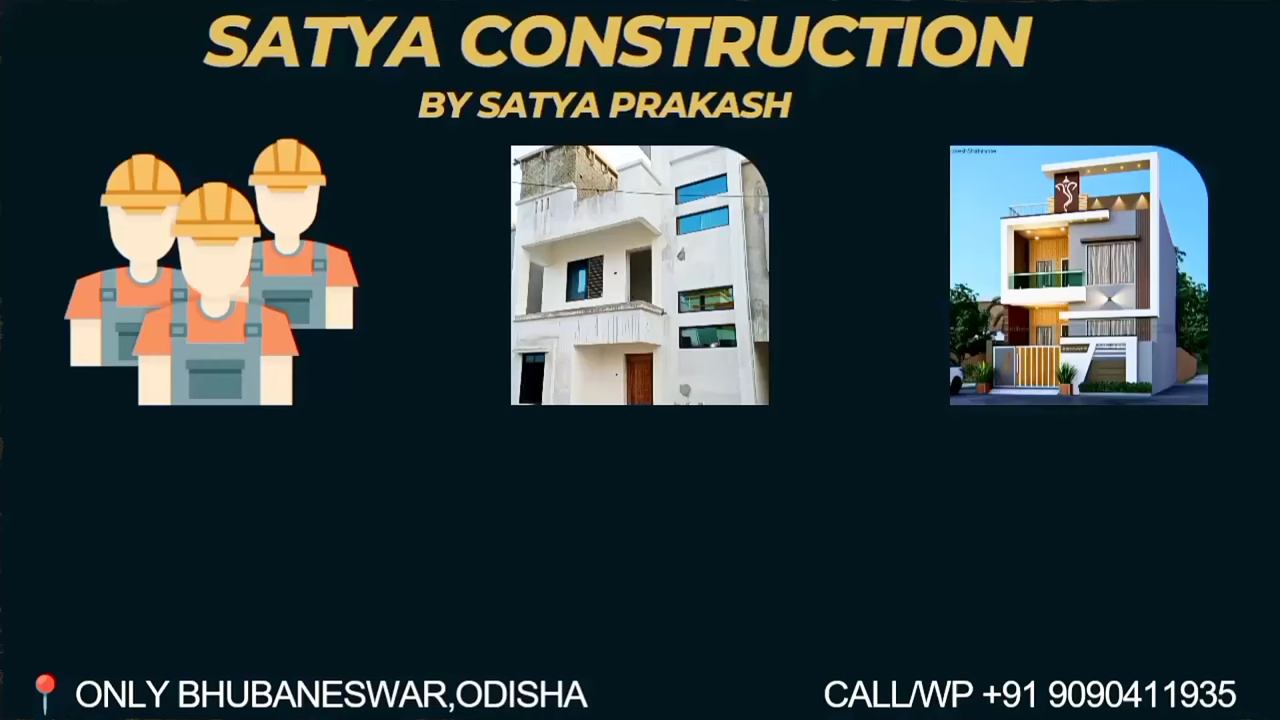 SATYA CONSTRUCTION
BY SATYA PRAKASH
ONLY BHUBANESWAR,ODISHA
CALL/WP +91 9090411935